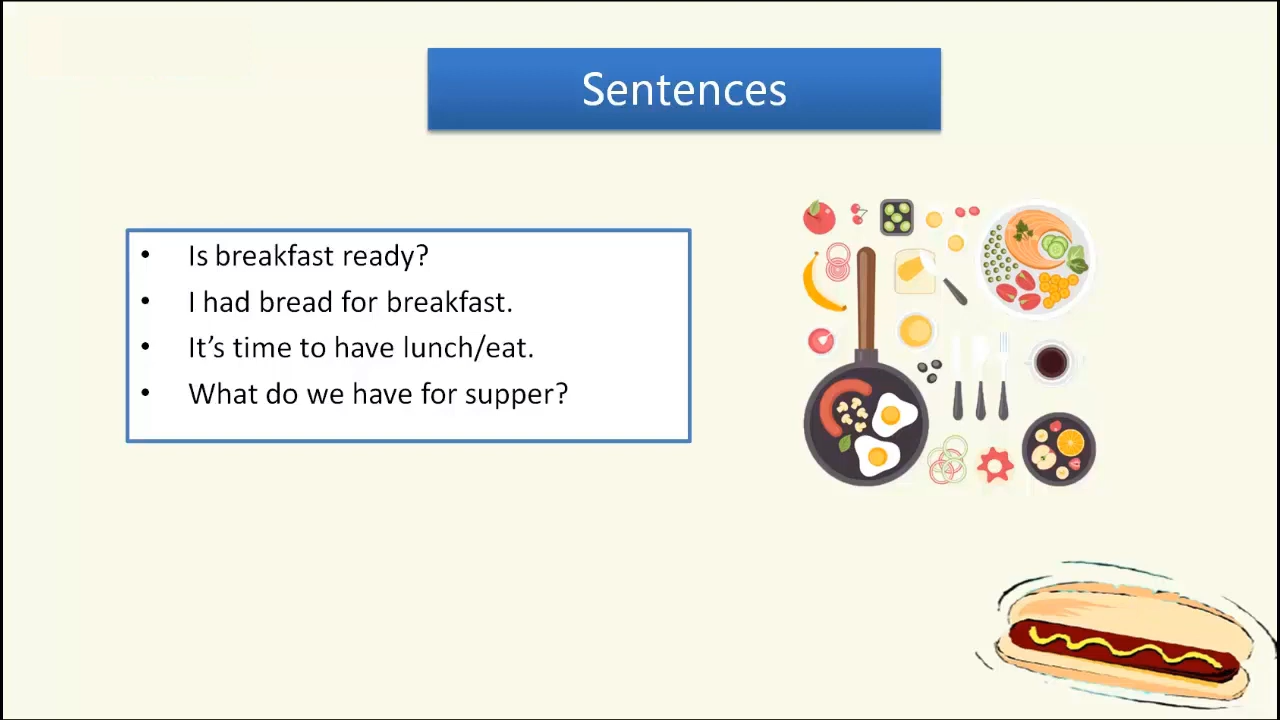 Sentences
• Is breakfast ready?
• I had bread for breakfast.
• It’s time to have lunch/eat.
• What do we have for supper?